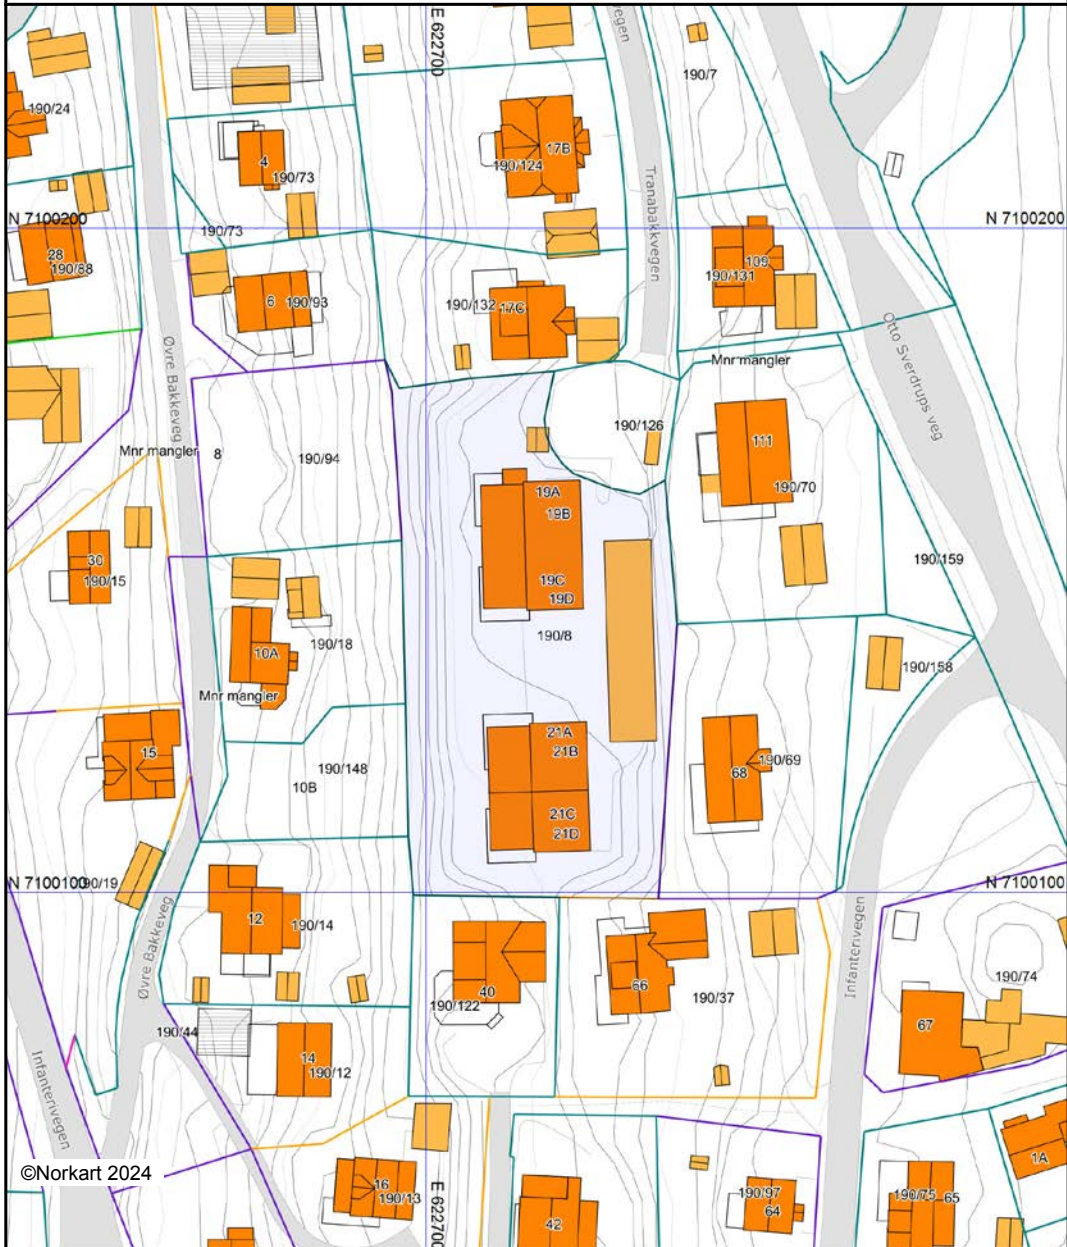 E 622700
vegen
190/7
190/24
4
190/73
17B
190/124
Tranabakkvegen
N 7100200
N 7100200
190/73
28
190/88
109
190/131
6
190/93
190/132
17C
Otto Sverdrups veg
Øvre Bakkeveg
Mnr mangler
190/126
111
Mnr mangler
8
190/94
190/70
19A
19B
30
190/15
190/159
19C
19D
190/8
190/18
10A
190/158
Mnr mangler
21A
21B
15
190/148
68
190/69
10B
21C
21D
N 7100100
190/19
N 7100100
12
190/14
Øvre Bakkeveg
Infanterivegen
190/74
40
190/122
66
190/37
67
190/44
14
190/12
Infanterivegen
1A
©Norkart 2024
16
190/13
E 622700
42
190/97
64
190/75
65